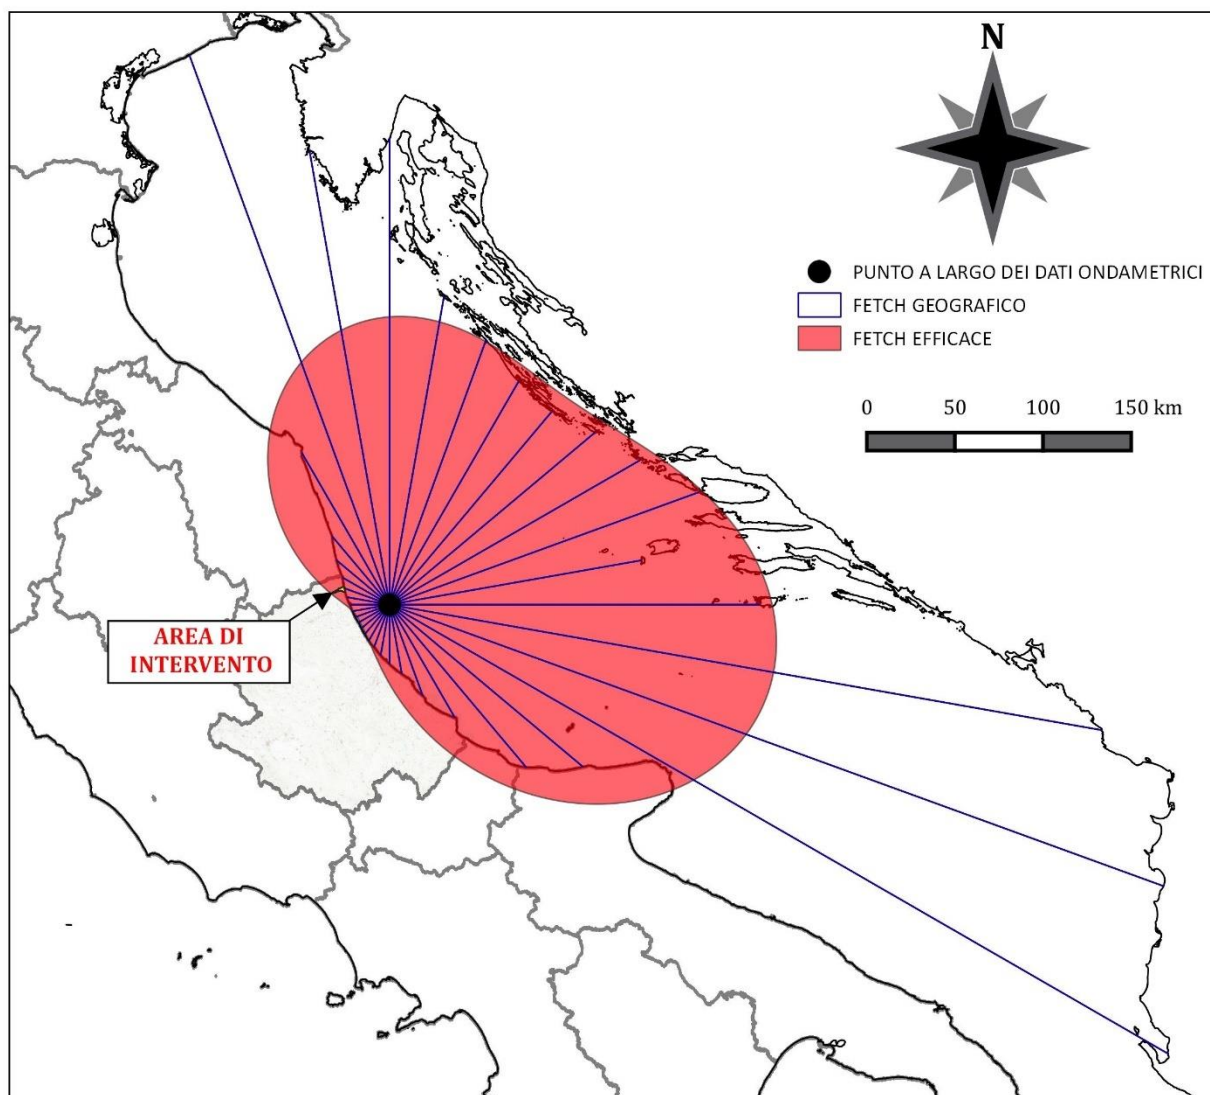 N
PUNTO A LARGO DEI DATI ONDAMETRICI
FETCH GEOGRAFICO
FETCH EFFICACE
0 50 100 150 km
AREA DI
INTERVENTO